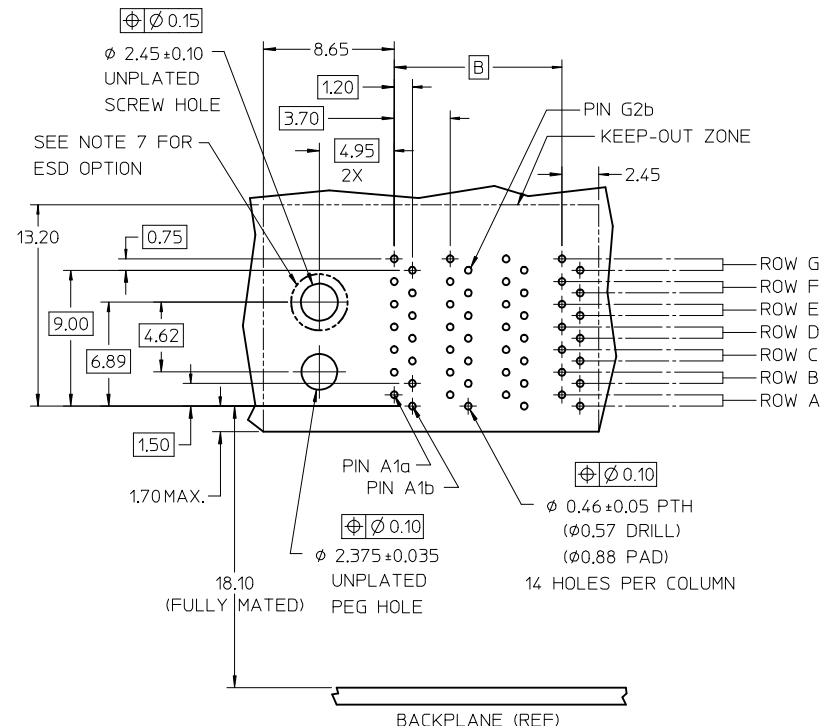 ⌖ ⌀ 0.15
⌀ 2.45 ±0.10
UNPLATED
SCREW HOLE
SEE NOTE 7 FOR
ESD OPTION
8.65
B
1.20
3.70
4.95
2X
PIN G2b
KEEP-OUT ZONE
2.45
13.20
0.75
9.00
6.89
4.62
1.50
1.70 MAX.
ROW G
ROW F
ROW E
ROW D
ROW C
ROW B
ROW A
PIN A1a
PIN A1b
⌖ ⌀ 0.10
⌀ 2.375 ±0.035
UNPLATED
PEG HOLE
⌖ ⌀ 0.10
⌀ 0.46 ±0.05 PTH
(⌀0.57 DRILL)
(⌀0.88 PAD)
14 HOLES PER COLUMN
18.10
(FULLY MATED)
BACKPLANE (REF)